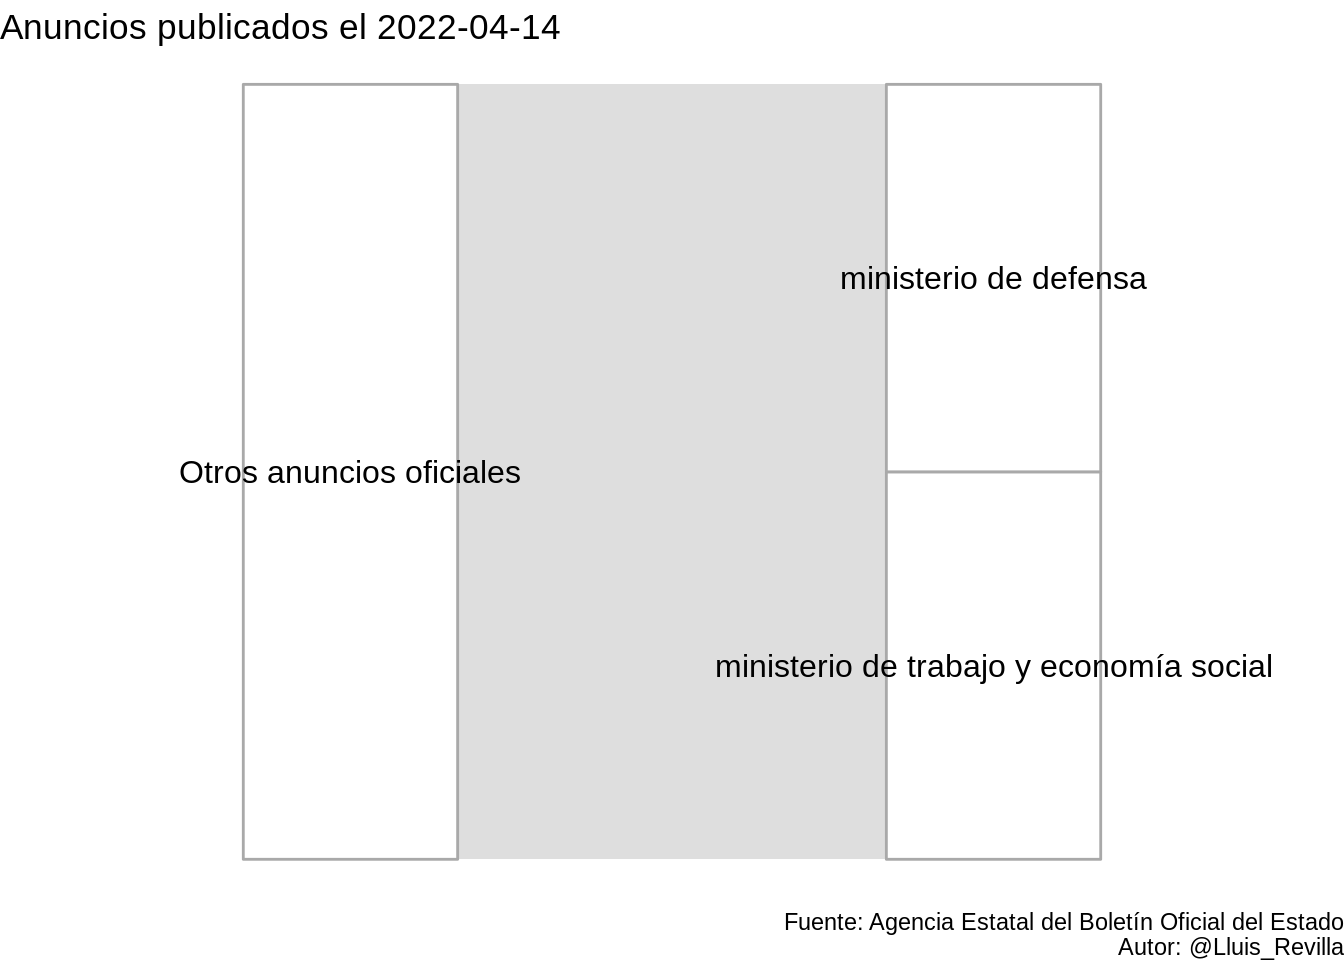 Anuncios publicados el 2022-04-14
ministerio de defensa
Otros anuncios oficiales
ministerio de trabajo y economía social
Fuente: Agencia Estatal del Boletín Oficial del Estado
Autor: @Lluis_Revilla